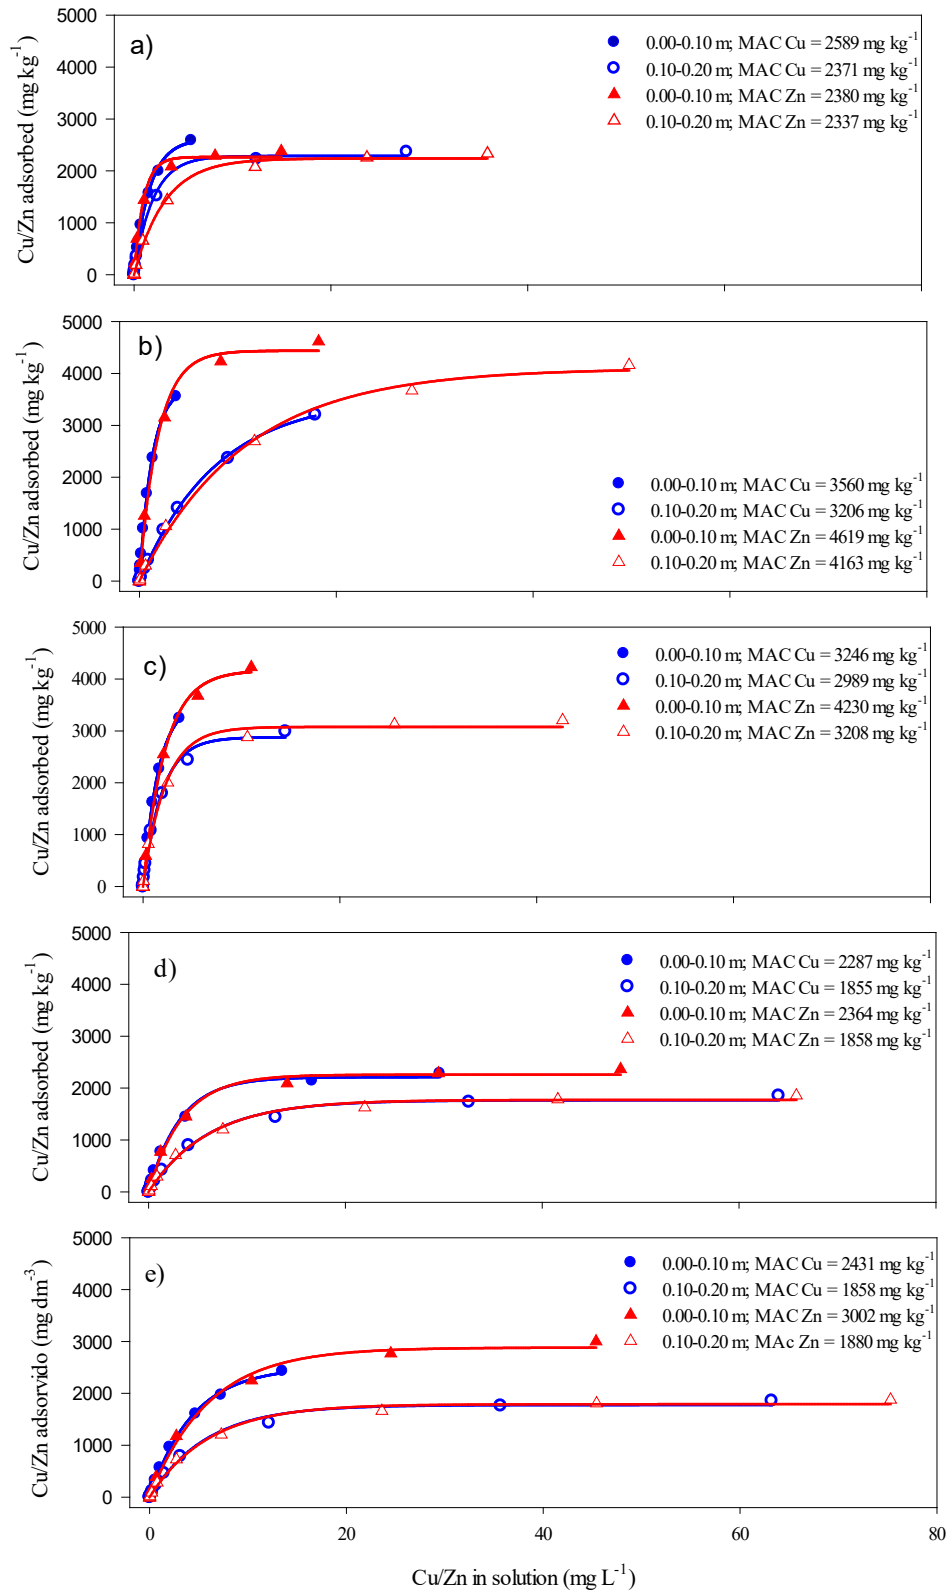 a)
5000
4000
3000
2000
1000
0
Cu/Zn adsorbed (mg kg⁻¹)
0.00-0.10 m; MAC Cu = 2589 mg kg⁻¹
0.10-0.20 m; MAC Cu = 2371 mg kg⁻¹
0.00-0.10 m; MAC Zn = 2380 mg kg⁻¹
0.10-0.20 m; MAC Zn = 2337 mg kg⁻¹
b)
5000
4000
3000
2000
1000
0
Cu/Zn adsorbed (mg kg⁻¹)
0.00-0.10 m; MAC Cu = 3560 mg kg⁻¹
0.10-0.20 m; MAC Cu = 3206 mg kg⁻¹
0.00-0.10 m; MAC Zn = 4619 mg kg⁻¹
0.10-0.20 m; MAC Zn = 4163 mg kg⁻¹
c)
5000
4000
3000
2000
1000
0
Cu/Zn adsorbed (mg kg⁻¹)
0.00-0.10 m; MAC Cu = 3246 mg kg⁻¹
0.10-0.20 m; MAC Cu = 2989 mg kg⁻¹
0.00-0.10 m; MAC Zn = 4230 mg kg⁻¹
0.10-0.20 m; MAC Zn = 3208 mg kg⁻¹
d)
5000
4000
3000
2000
1000
0
Cu/Zn adsorbed (mg kg⁻¹)
0.00-0.10 m; MAC Cu = 2287 mg kg⁻¹
0.10-0.20 m; MAC Cu = 1855 mg kg⁻¹
0.00-0.10 m; MAC Zn = 2364 mg kg⁻¹
0.10-0.20 m; MAC Zn = 1858 mg kg⁻¹
0 20 40 60 80
e)
5000
4000
3000
2000
1000
0
Cu/Zn adsorvido (mg dm⁻³)
0.00-0.10 m; MAC Cu = 2431 mg kg⁻¹
0.10-0.20 m; MAC Cu = 1858 mg kg⁻¹
0.00-0.10 m; MAC Zn = 3002 mg kg⁻¹
0.10-0.20 m; MAc Zn = 1880 mg kg⁻¹
0 20 40 60 80
Cu/Zn in solution (mg L⁻¹)